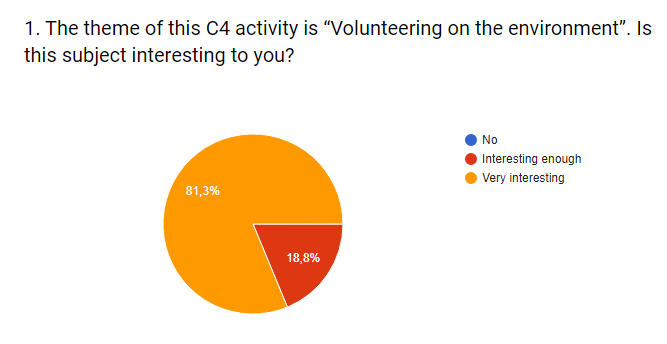 1. The theme of this C4 activity is “Volunteering on the environment”. Is
this subject interesting to you?
No
Interesting enough
Very interesting
81,3%
18,8%